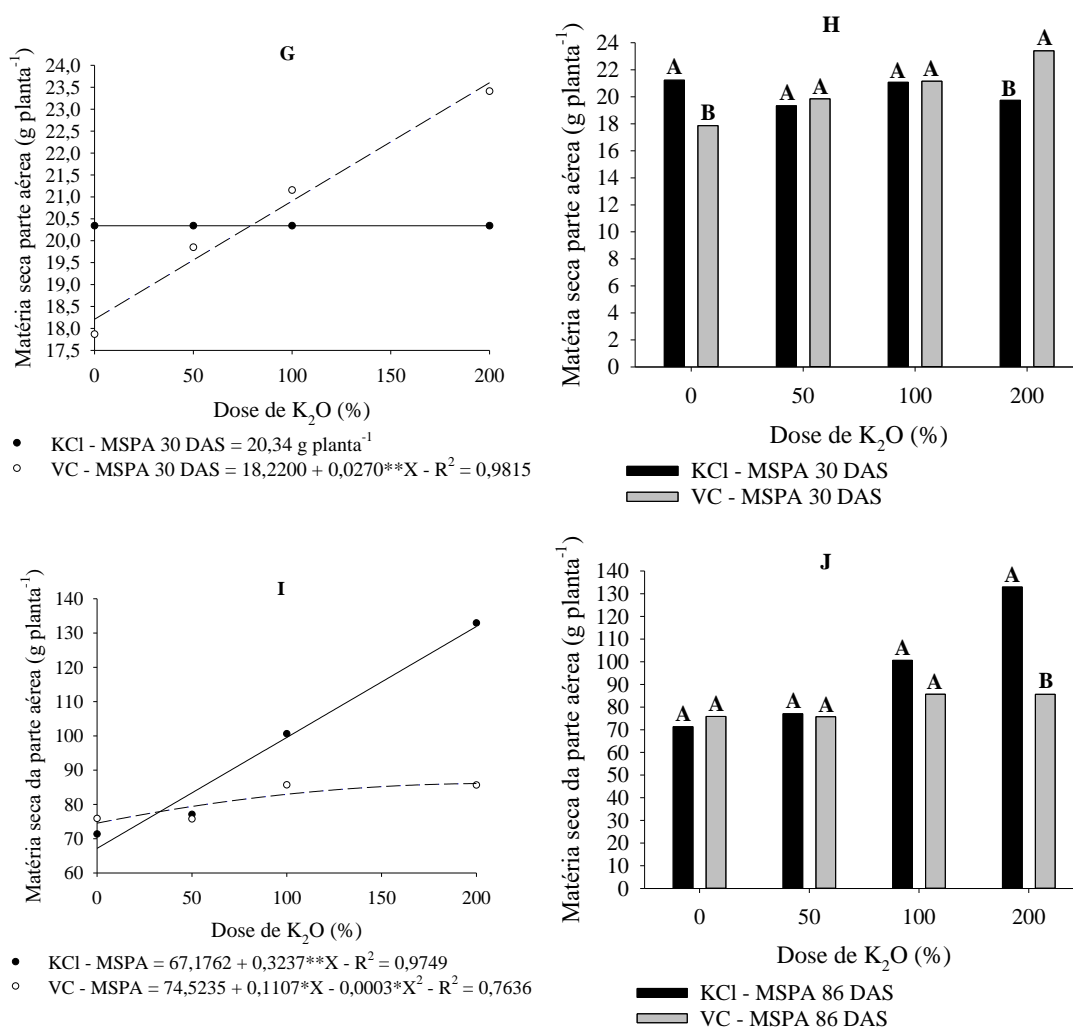 G
Matéria seca parte aérea (g planta⁻¹)
24,0
23,5
23,0
22,5
22,0
21,5
21,0
20,5
20,0
19,5
19,0
18,5
18,0
17,5
0 50 100 200
Dose de K₂O (%)
KCl - MSPA 30 DAS = 20,34 g planta⁻¹
VC - MSPA 30 DAS = 18,2200 + 0,0270**X - R² = 0,9815
H
Matéria seca parte aérea (g planta⁻¹)
24
22
20
18
16
14
12
10
8
6
4
2
0
A B A A A A B A
0 50 100 200
Dose de K₂O (%)
KCl - MSPA 30 DAS
VC - MSPA 30 DAS
I
Matéria seca da parte aérea (g planta⁻¹)
140
130
120
110
100
90
80
70
60
0 50 100 200
Dose de K₂O (%)
KCl - MSPA = 67,1762 + 0,3237**X - R² = 0,9749
VC - MSPA = 74,5235 + 0,1107*X - 0,0003*X² - R² = 0,7636
J
Matéria seca da parte aérea (g planta⁻¹)
140
130
120
110
100
90
80
70
60
50
40
30
20
10
0
A A A A A A A B
0 50 100 200
Dose de K₂O (%)
KCl - MSPA 86 DAS
VC - MSPA 86 DAS